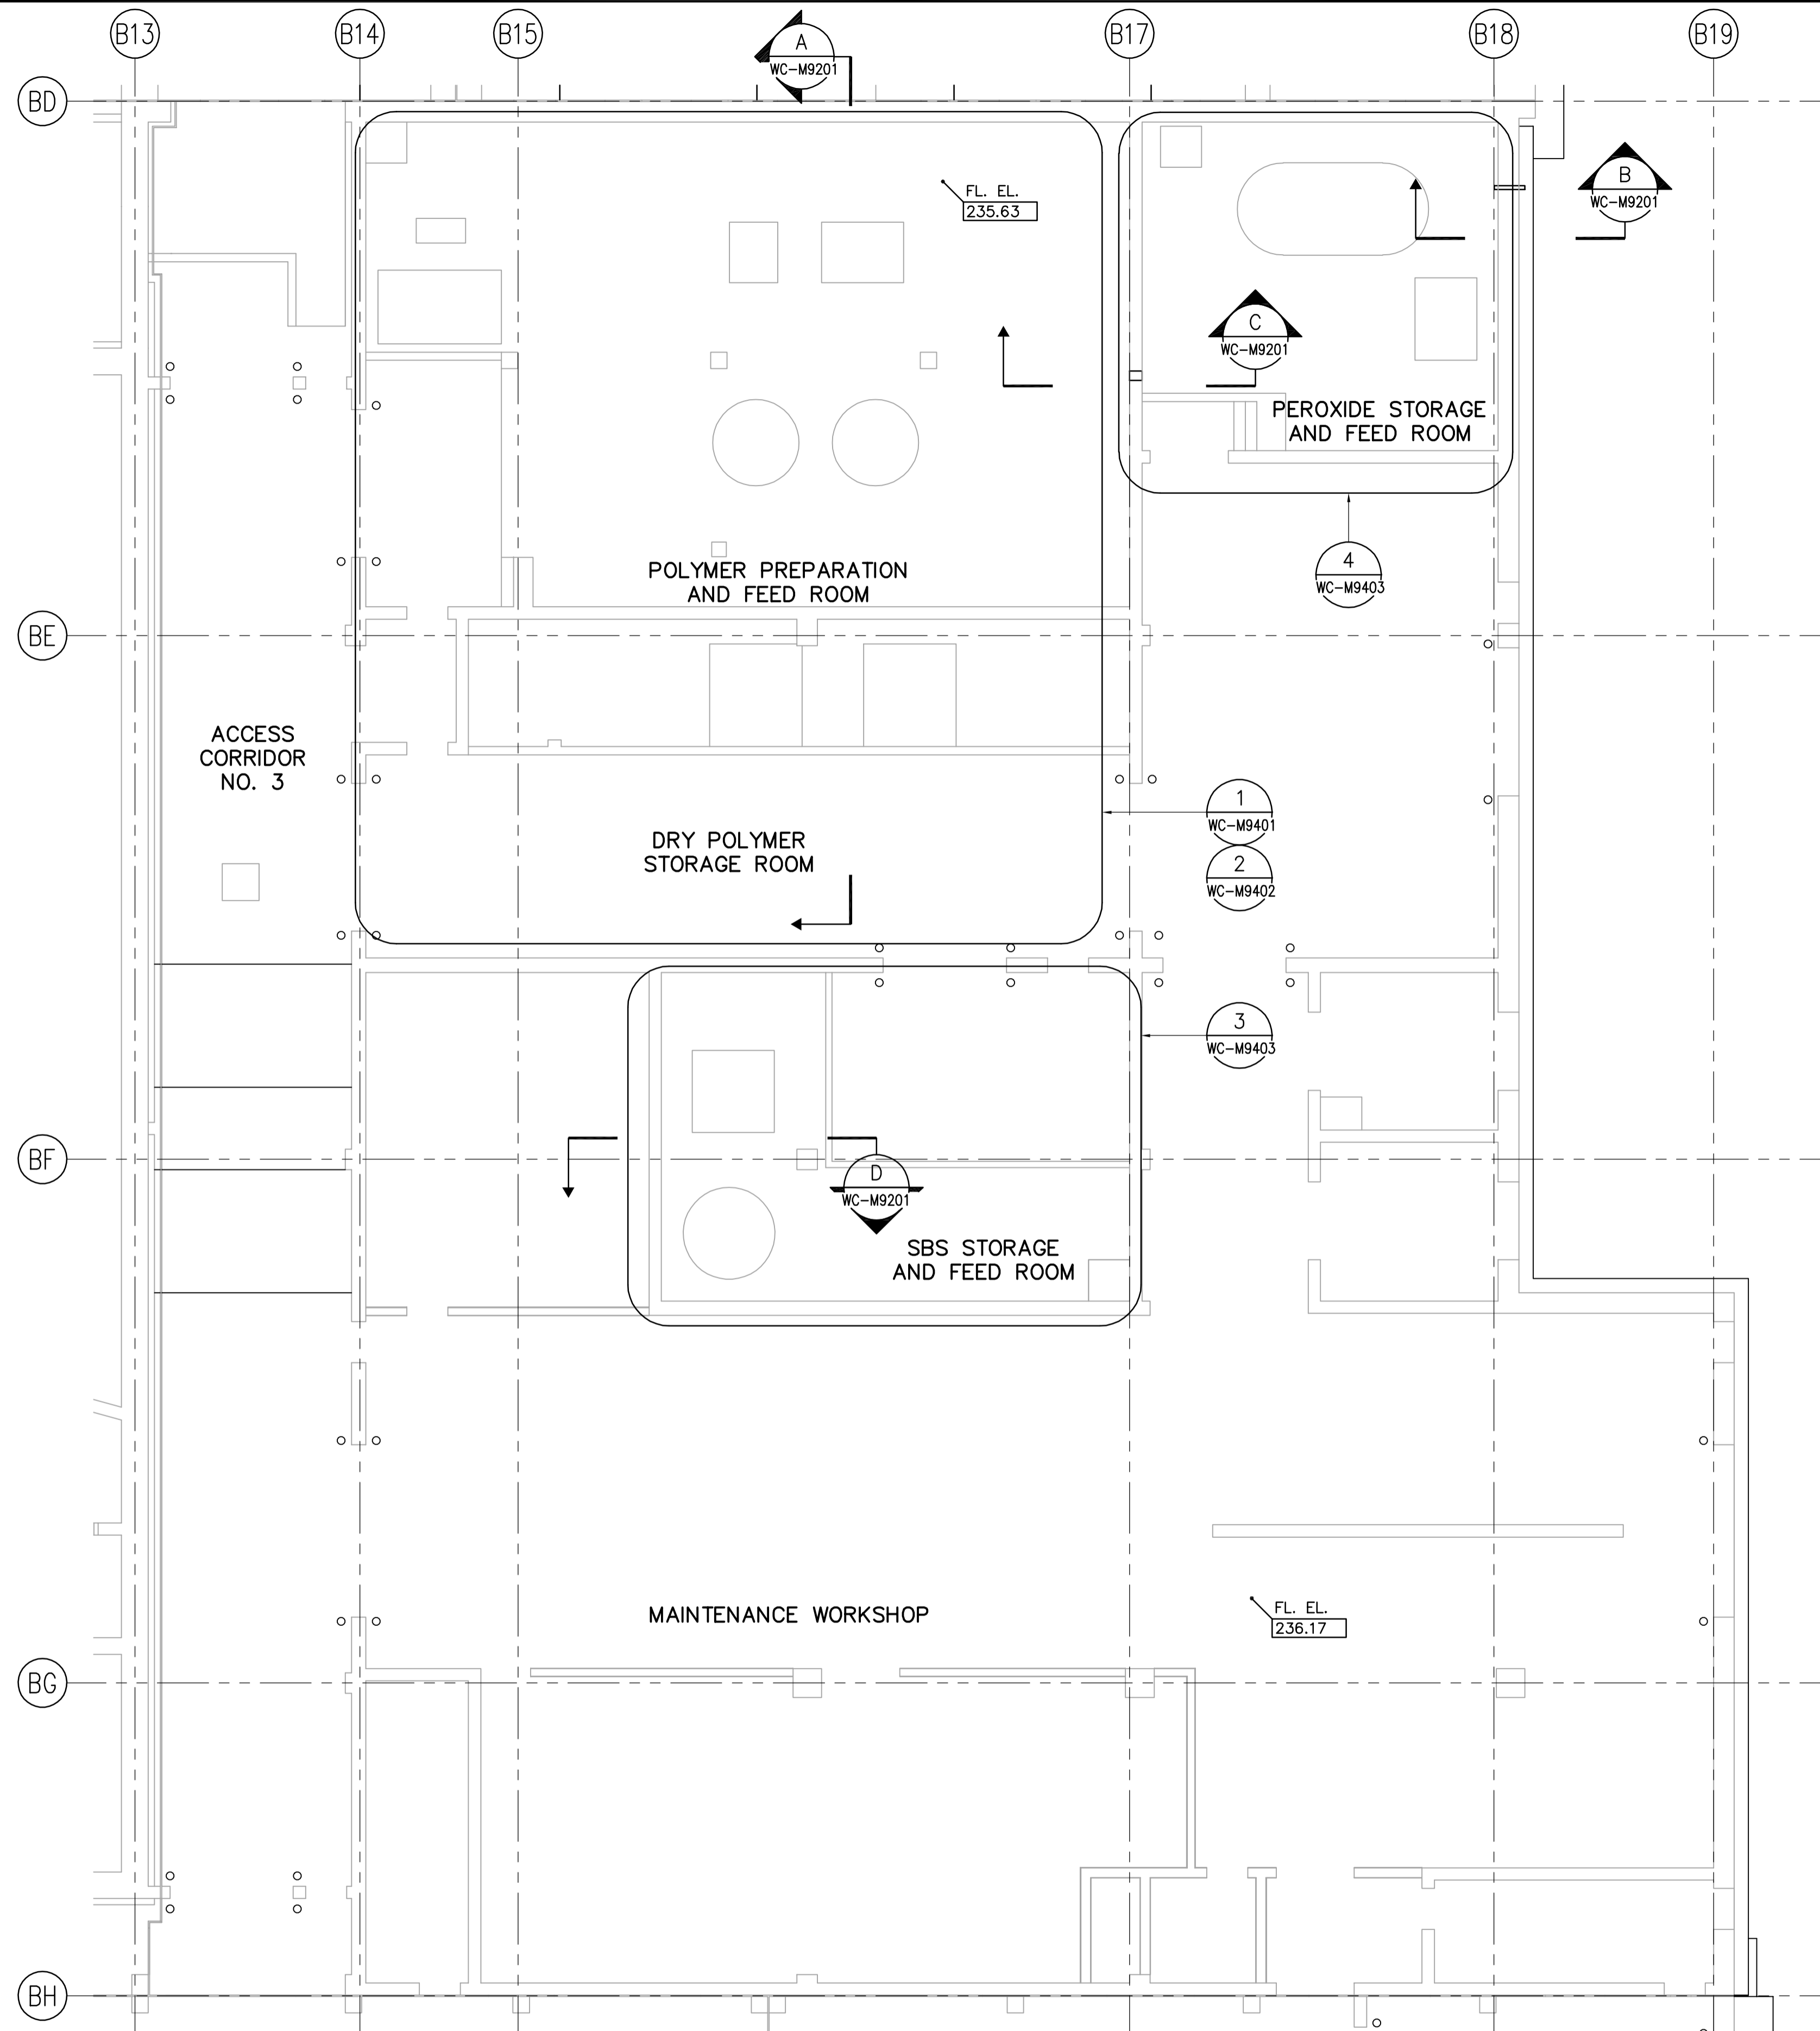 B13
B14
B15
B17
B18
B19
A
WC-M9201
BD
FL. EL.
235.63
B
WC-M9201
C
WC-M9201
PEROXIDE STORAGE
AND FEED ROOM
4
WC-M9403
POLYMER PREPARATION
AND FEED ROOM
BE
ACCESS
CORRIDOR
NO. 3
1
WC-M9401
2
WC-M9402
DRY POLYMER
STORAGE ROOM
3
WC-M9403
BF
D
WC-M9201
SBS STORAGE
AND FEED ROOM
MAINTENANCE WORKSHOP
FL. EL.
236.17
BG
BH